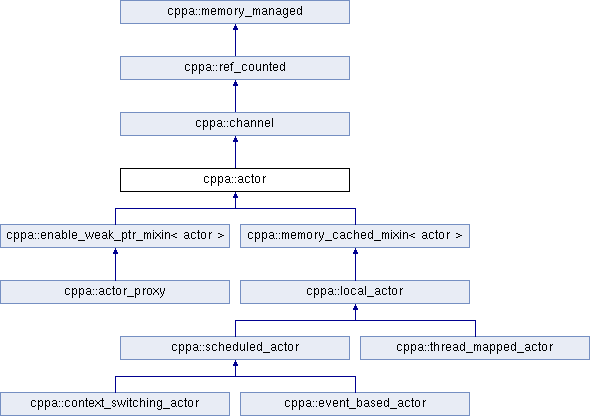 cppa::memory_managed
cppa::ref_counted
cppa::channel
cppa::actor
cppa::enable_weak_ptr_mixin< actor >
cppa::memory_cached_mixin< actor >
cppa::actor_proxy
cppa::local_actor
cppa::scheduled_actor
cppa::thread_mapped_actor
cppa::context_switching_actor
cppa::event_based_actor